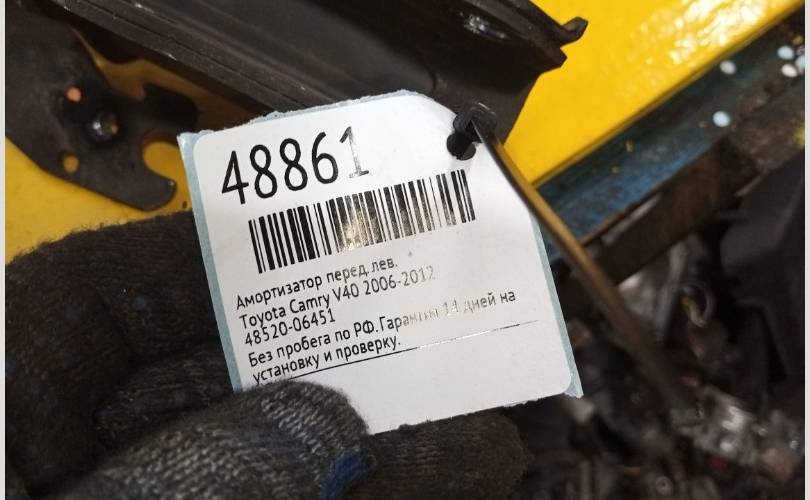 48861
Амортизатор перед.лев.
Toyota Camry V40 2006-2012
48520-06451
Без пробега по РФ.Гарантия 14 дней на
установку и проверку.